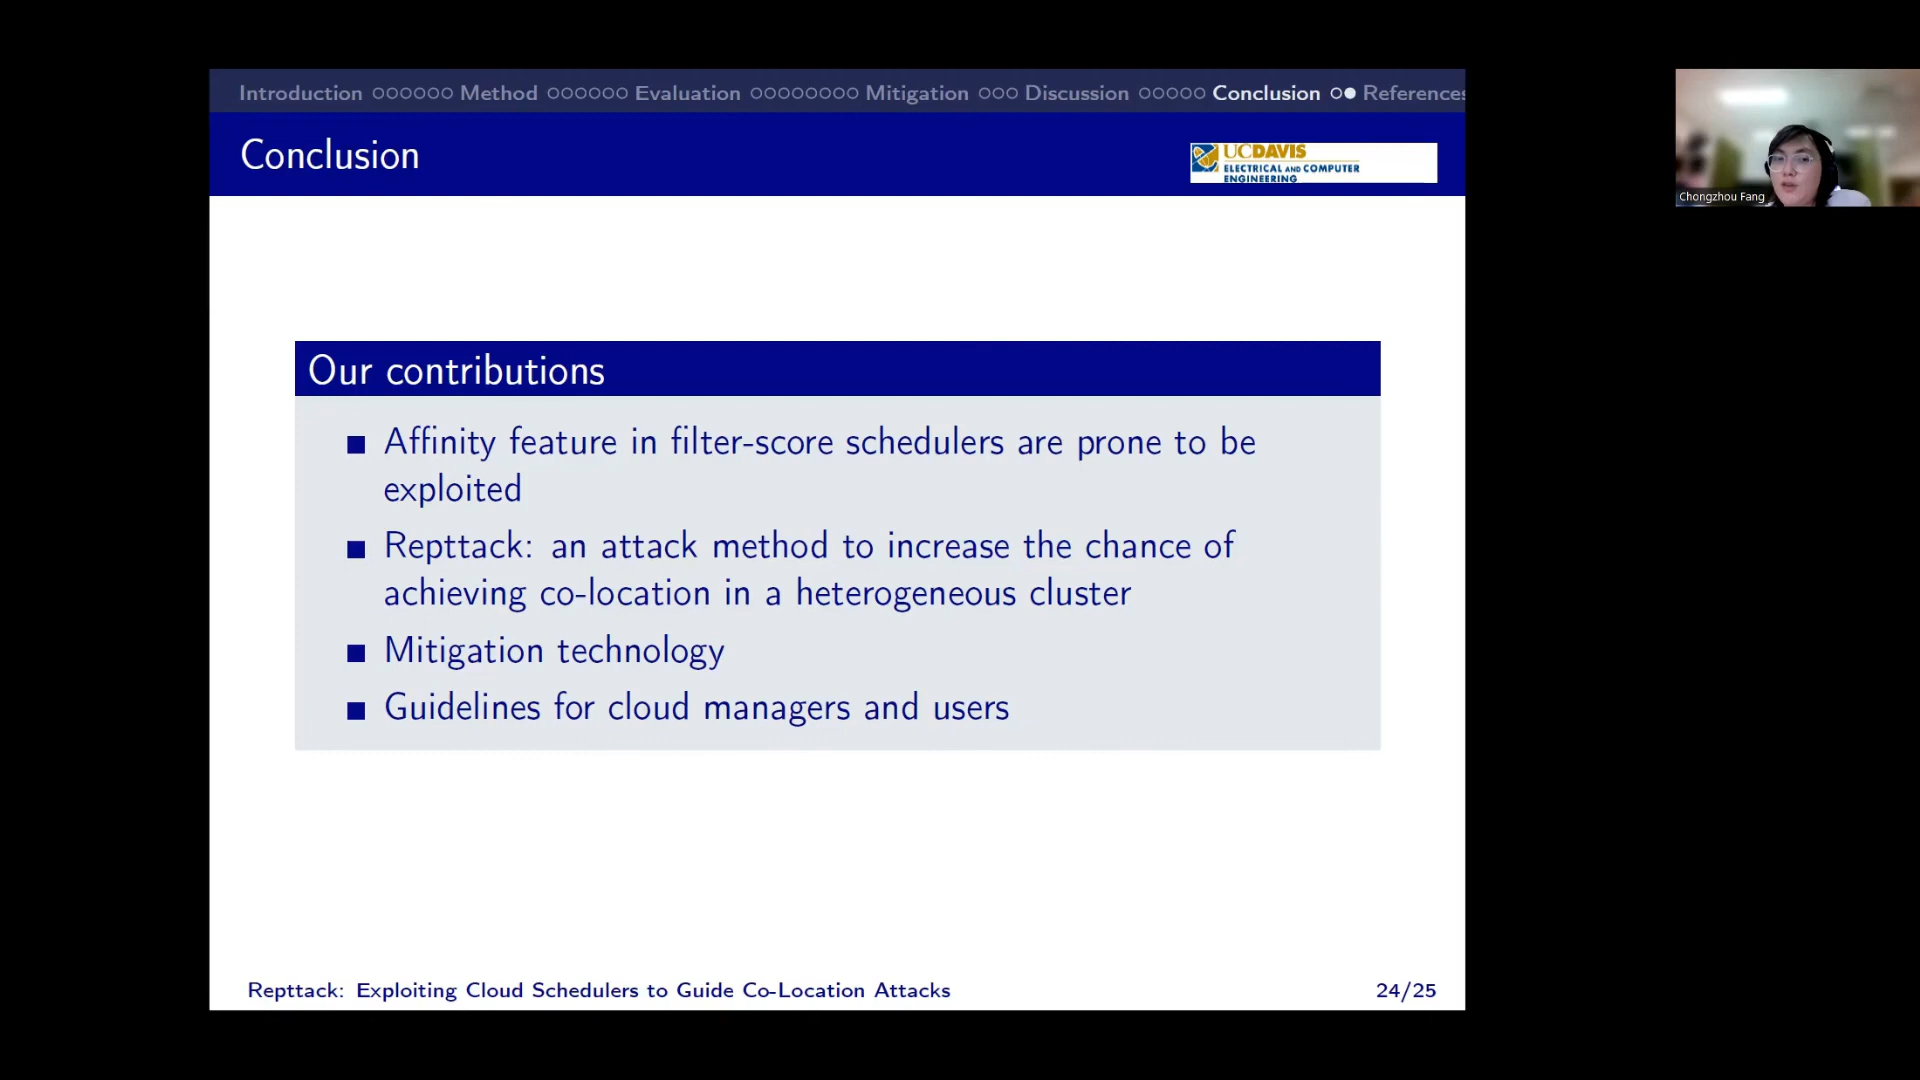 Introduction Method Evaluation Mitigation Discussion Conclusion References
Conclusion
UCDAVIS
ELECTRICAL AND COMPUTER
ENGINEERING
Chongzhou Fang
Our contributions
Affinity feature in filter-score schedulers are prone to be
exploited
Repttack: an attack method to increase the chance of
achieving co-location in a heterogeneous cluster
Mitigation technology
Guidelines for cloud managers and users
Repttack: Exploiting Cloud Schedulers to Guide Co-Location Attacks
24/25